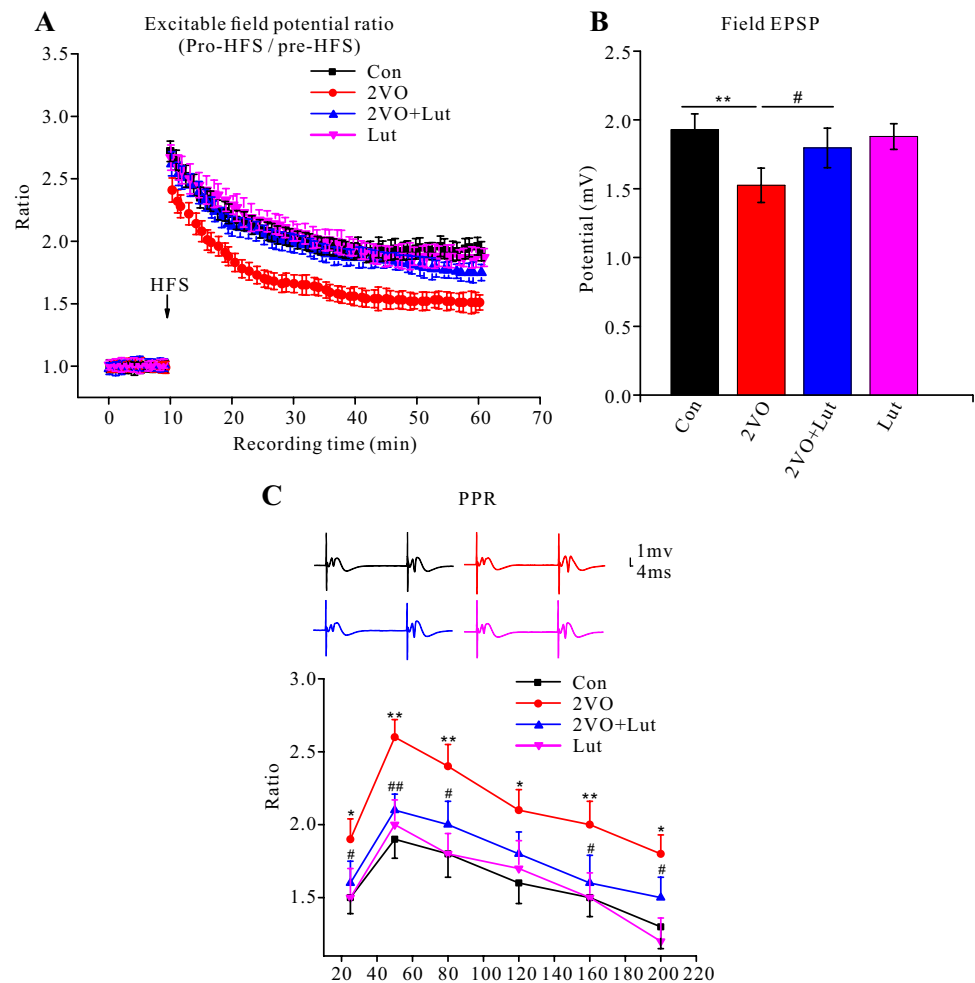 A
Excitable field potential ratio
(Pro-HFS / pre-HFS)
Con
2VO
2VO+Lut
Lut
HFS
Ratio
3.5
3.0
2.5
2.0
1.5
1.0
0 10 20 30 40 50 60 70
Recording time (min)
B
Field EPSP
** #
Potential (mV)
2.5
2.0
1.5
2.0
0.5
0.0
Con
2VO
2VO+Lut
Lut
C
PPR
1mv
4ms
Con
2VO
2VO+Lut
Lut
Ratio
3.0
2.5
2.0
1.5
* ** ** * ** *
# ## # # #
20 40 60 80 100 120 140 160 180 200 220